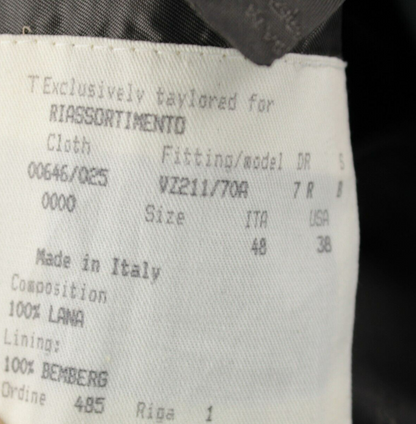 T Exclusively taylored for
RIASSORTIMENTO
Cloth Fitting/model DR S
00646/025 VZ211/70A 7 R 8
0000 Size ITA USA
48 38
Made in Italy
Composition
100% LANA
Lining:
100% BEMBERG
Ordine 485 Riga 1